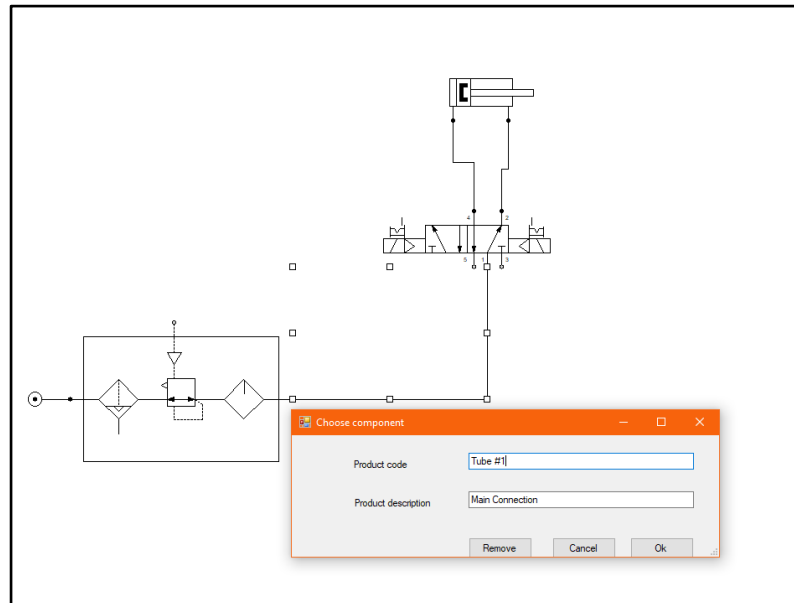 4 2
5 1 3
Choose component
Product code Tube #1
Product description Main Connection
Remove Cancel Ok